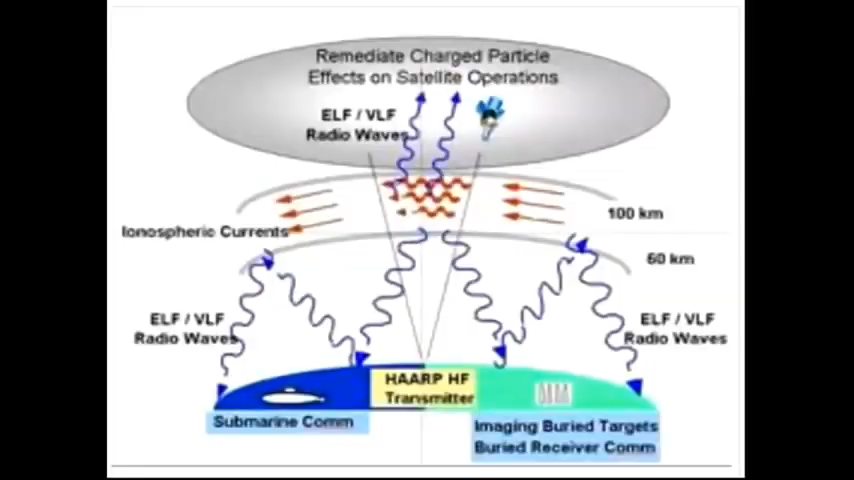 Remediate Charged Particle
Effects on Satellite Operations
ELF / VLF
Radio Waves
100 km
Ionospheric Currents
60 km
ELF / VLF
Radio Waves
ELF / VLF
Radio Waves
HAARP HF
Transmitter
Submarine Comm
Imaging Buried Targets
Buried Receiver Comm